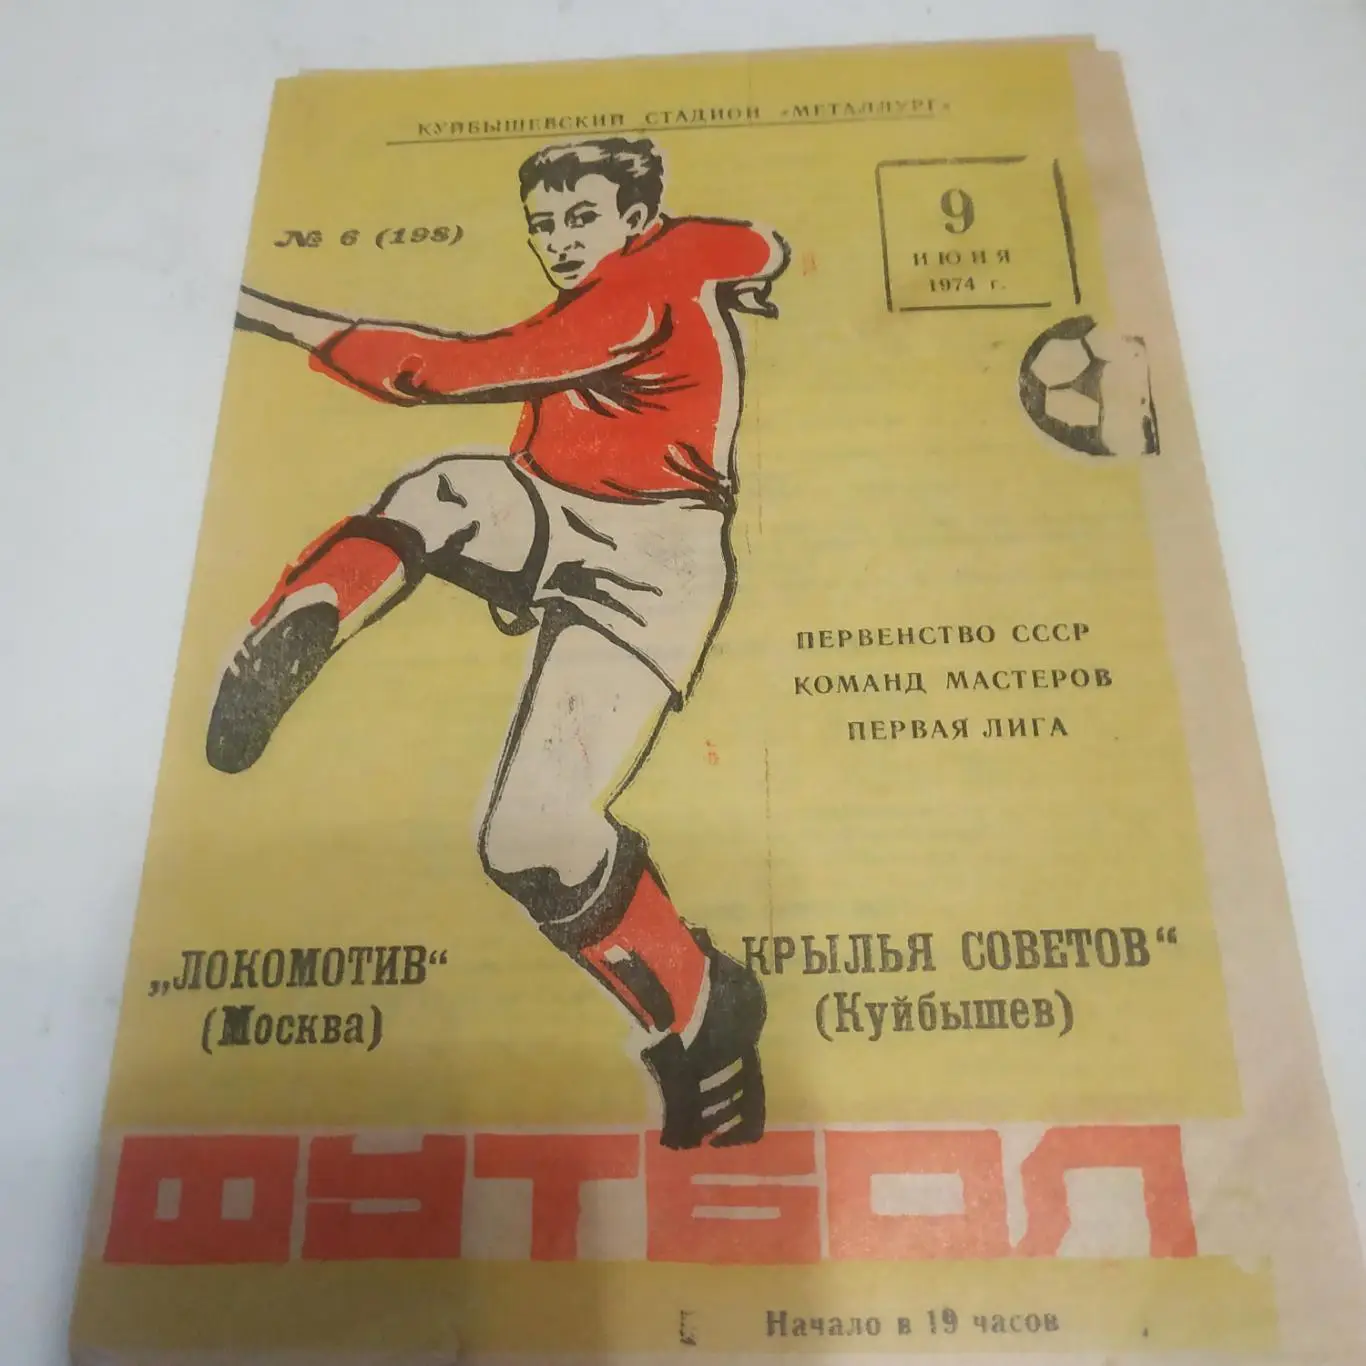 КУЙБЫШЕВСКИЙ СТАДИОН «МЕТАЛЛУРГ»
№ 6 (198)
9
ИЮНЯ
1974 г.
ПЕРВЕНСТВО СССР
КОМАНД МАСТЕРОВ
ПЕРВАЯ ЛИГА
„ЛОКОМОТИВ“
(Москва)
КРЫЛЬЯ СОВЕТОВ“
(Куйбышев)
ФУТБОЛ
Начало в 19 часов